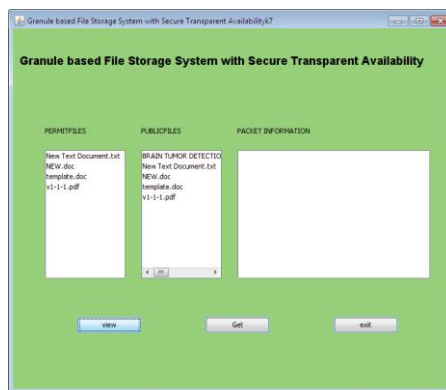 Granule based File Storage System with Secure Transparent Availabilityk7
Granule based File Storage System with Secure Transparent Availability
PERMITFILES PUBLICFILES PACKET INFORMATION
New Text Document.txt
NEW.doc
template.doc
v1-1-1.pdf
BRAIN TUMOR DETECTIO
New Text Document.txt
NEW.doc
template.doc
v1-1-1.pdf
view Get exit